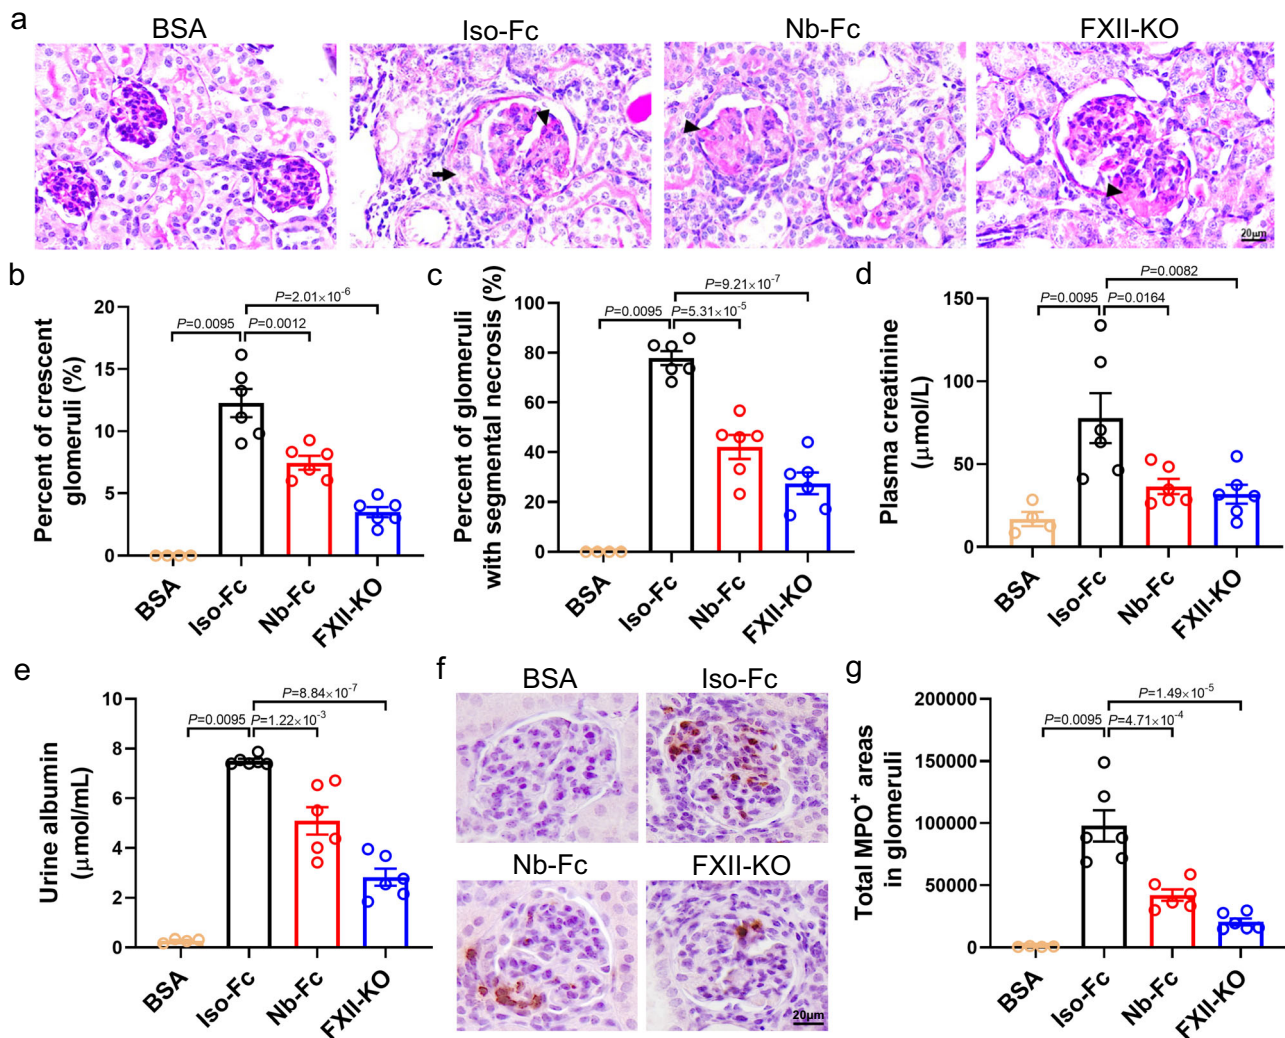 a
BSA
Iso-Fc
Nb-Fc
FXII-KO
20μm
b
Percent of crescent
glomeruli (%)
20
15
10
5
0
P=2.01×10⁻⁶
P=0.0095
P=0.0012
BSA
Iso-Fc
Nb-Fc
FXII-KO
c
Percent of glomeruli
with segmental necrosis (%)
100
80
60
40
20
0
P=9.21×10⁻⁷
P=0.0095
P=5.31×10⁻⁵
BSA
Iso-Fc
Nb-Fc
FXII-KO
d
Plasma creatinine
(μmol/L)
150
100
50
0
P=0.0082
P=0.0095
P=0.0164
BSA
Iso-Fc
Nb-Fc
FXII-KO
e
Urine albumin
(μmol/mL)
10
8
6
4
2
0
P=8.84×10⁻⁷
P=0.0095
P=1.22×10⁻³
BSA
Iso-Fc
Nb-Fc
FXII-KO
f
BSA
Iso-Fc
Nb-Fc
FXII-KO
20μm
g
Total MPO⁺ areas
in glomeruli
200000
150000
100000
50000
0
P=1.49×10⁻⁵
P=0.0095
P=4.71×10⁻⁴
BSA
Iso-Fc
Nb-Fc
FXII-KO